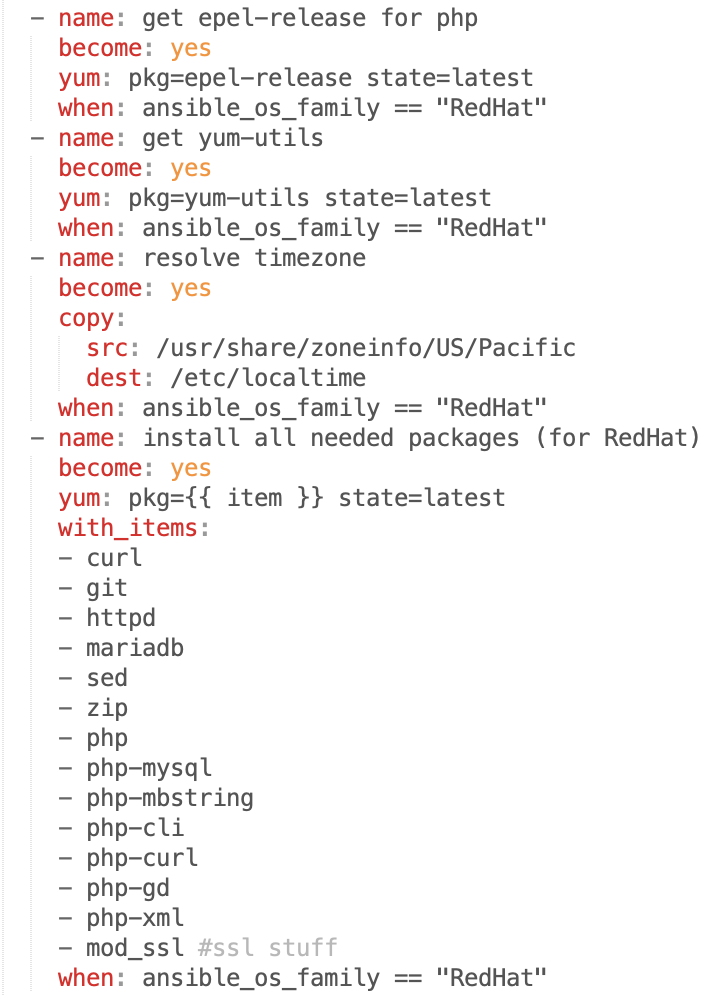 - name: get epel-release for php
  become: yes
  yum: pkg=epel-release state=latest
  when: ansible_os_family == "RedHat"
- name: get yum-utils
  become: yes
  yum: pkg=yum-utils state=latest
  when: ansible_os_family == "RedHat"
- name: resolve timezone
  become: yes
  copy:
    src: /usr/share/zoneinfo/US/Pacific
    dest: /etc/localtime
  when: ansible_os_family == "RedHat"
- name: install all needed packages (for RedHat)
  become: yes
  yum: pkg={{ item }} state=latest
  with_items:
  - curl
  - git
  - httpd
  - mariadb
  - sed
  - zip
  - php
  - php-mysql
  - php-mbstring
  - php-cli
  - php-curl
  - php-gd
  - php-xml
  - mod_ssl #ssl stuff
  when: ansible_os_family == "RedHat"